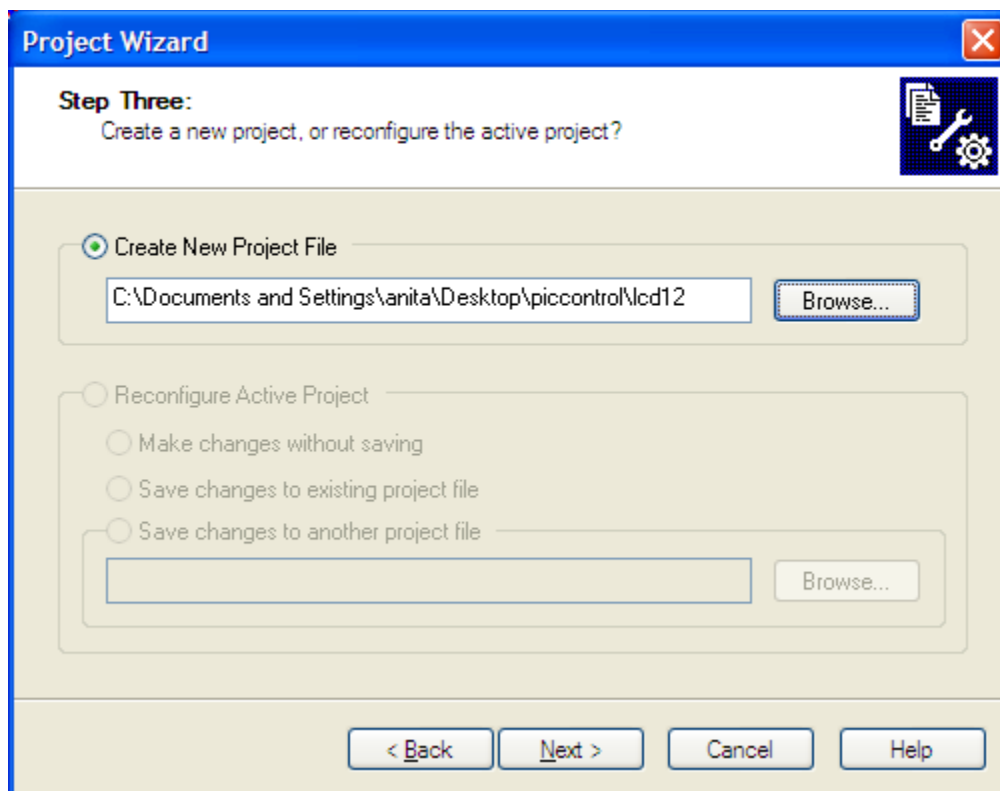 Project Wizard
Step Three:
Create a new project, or reconfigure the active project?
Create New Project File
C:\Documents and Settings\anita\Desktop\piccontrol\lcd12
Browse...
Reconfigure Active Project
Make changes without saving
Save changes to existing project file
Save changes to another project file
Browse...
< Back
Next >
Cancel
Help